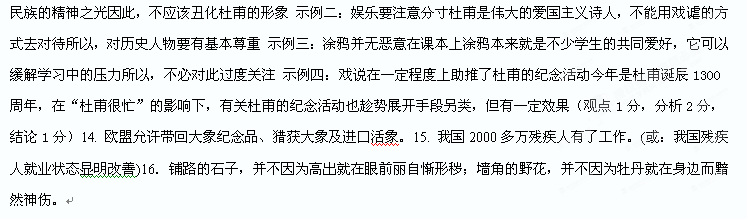 民族的精神之光因此，不应该丑化杜甫的形象 示例二：娱乐要注意分寸杜甫是伟大的爱国主义诗人，不能用戏谑的方
式去对待所以，对历史人物要有基本尊重 示例三：涂鸦并无恶意在课本上涂鸦本来就是不少学生的共同爱好，它可以
缓解学习中的压力所以，不必对此过度关注 示例四：戏说在一定程度上助推了杜甫的纪念活动今年是杜甫诞辰 1300
周年，在“杜甫很忙”的影响下，有关杜甫的纪念活动也趁势展开手段另类，但有一定效果（观点 1 分，分析 2 分，
结论 1 分）14. 欧盟允许带回大象纪念品、猎获大象及进口活象。15. 我国 2000 多万残疾人有了工作。(或：我国残疾
人就业状态显明改善)16．铺路的石子，并不因为高出就在眼前丽自惭形秽；墙角的野花，并不因为牡丹就在身边而黯
然神伤。